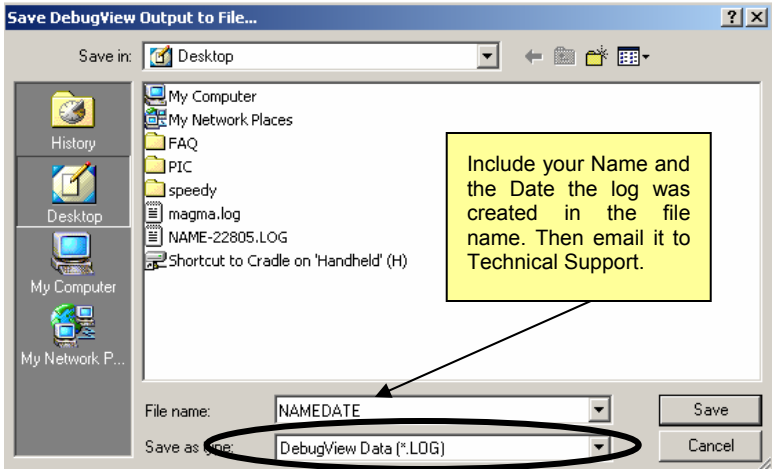 Save DebugView Output to File...
Save in:
Desktop
History
Desktop
My Computer
My Network P...
My Computer
My Network Places
FAQ
PIC
speedy
magma.log
NAME-22805.LOG
Shortcut to Cradle on 'Handheld' (H)
Include your Name and
the Date the log was
created in the file
name. Then email it to
Technical Support.
File name:
NAMEDATE
Save
Save as type:
DebugView Data (*.LOG)
Cancel